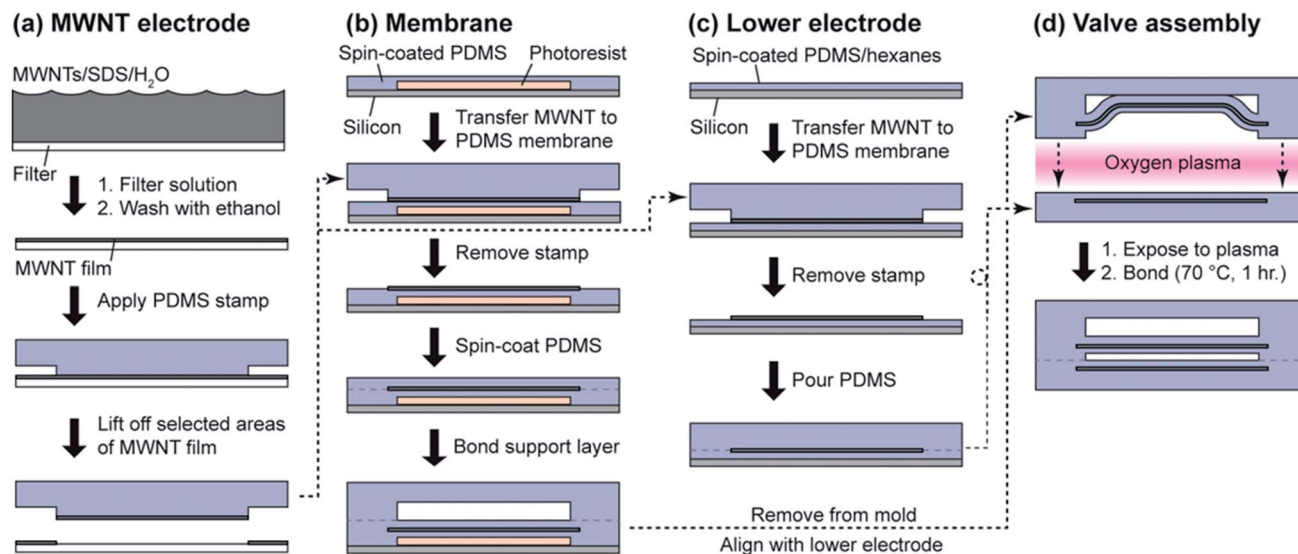 (a) MWNT electrode
MWNTs/SDS/H₂O
Filter
1. Filter solution
2. Wash with ethanol
MWNT film
Apply PDMS stamp
Lift off selected areas
of MWNT film
(b) Membrane
Spin-coated PDMS
Photoresist
Silicon
Transfer MWNT to
PDMS membrane
Remove stamp
Spin-coat PDMS
Bond support layer
(c) Lower electrode
Spin-coated PDMS/hexanes
Silicon
Transfer MWNT to
PDMS membrane
Remove stamp
Pour PDMS
Remove from mold
Align with lower electrode
(d) Valve assembly
Oxygen plasma
1. Expose to plasma
2. Bond (70 °C, 1 hr.)